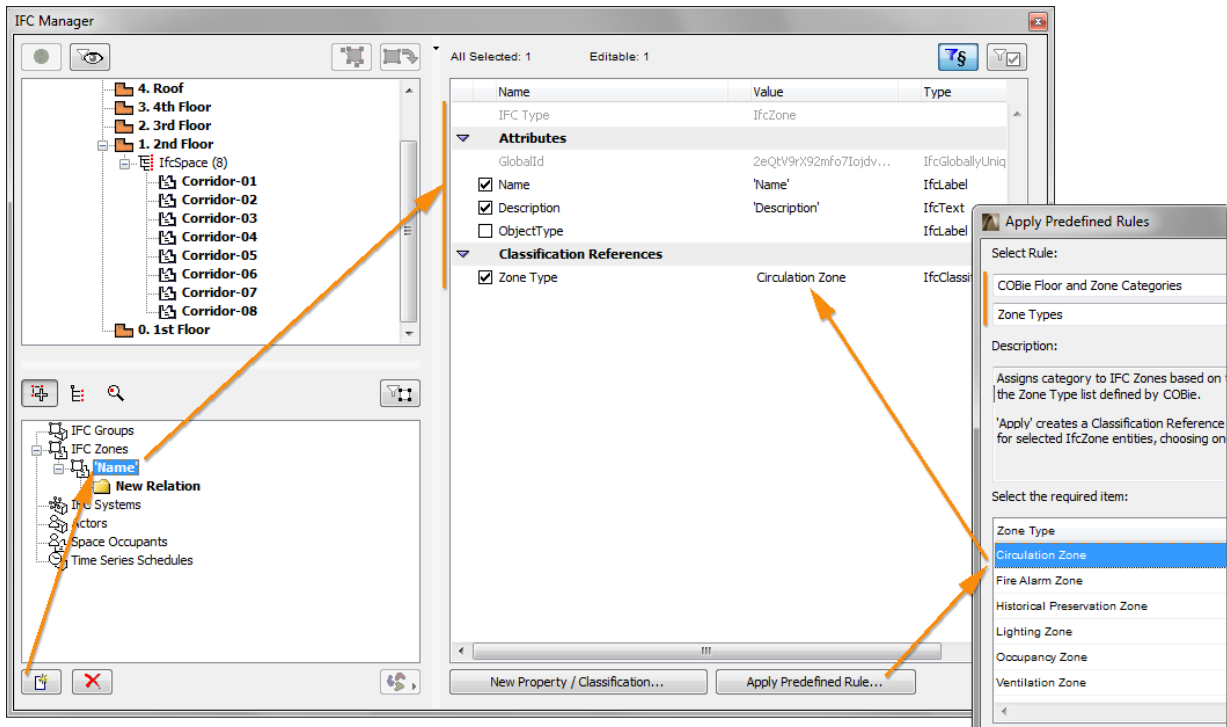 IFC Manager
All Selected: 1 Editable: 1
4. Roof
3. 4th Floor
2. 3rd Floor
1. 2nd Floor
IfcSpace (8)
Corridor-01
Corridor-02
Corridor-03
Corridor-04
Corridor-05
Corridor-06
Corridor-07
Corridor-08
0. 1st Floor
IFC Groups
IFC Zones
'Name'
New Relation
IFC Systems
Actors
Space Occupants
Time Series Schedules
Name Value Type
IFC Type IfcZone
Attributes
GlobalId 2eQtV9rX92mfo7Iojdv... IfcGloballyUniq
Name 'Name' IfcLabel
Description 'Description' IfcText
ObjectType IfcLabel
Classification References
Zone Type Circulation Zone IfcClassif
New Property / Classification... Apply Predefined Rule...
Apply Predefined Rules
Select Rule:
COBie Floor and Zone Categories
Zone Types
Description:
Assigns category to IFC Zones based on
the Zone Type list defined by COBie.
'Apply' creates a Classification Reference
for selected IfcZone entities, choosing on
Select the required item:
Zone Type
Circulation Zone
Fire Alarm Zone
Historical Preservation Zone
Lighting Zone
Occupancy Zone
Ventilation Zone